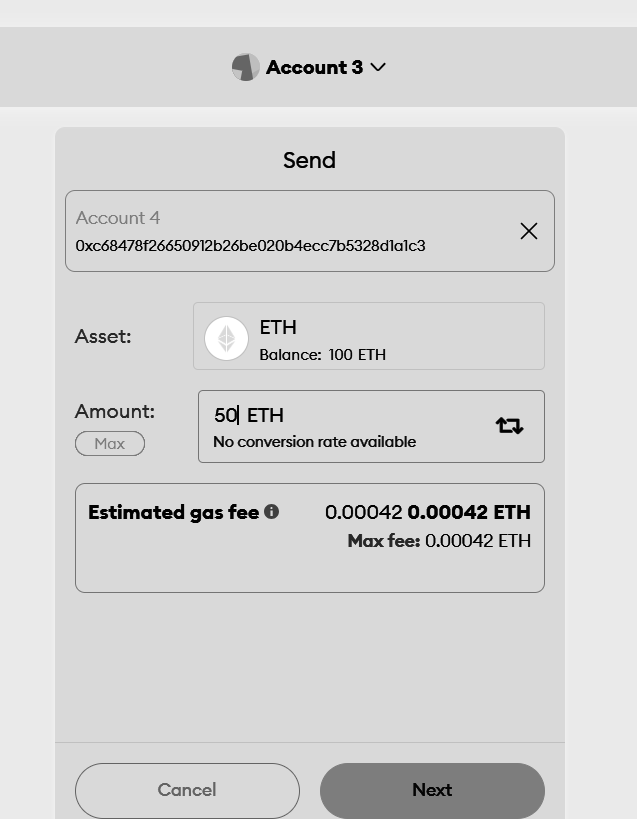 Account 3
Send
Account 4
0xc68478f26650912b26be020b4ecc7b5328d1a1c3
Asset:
ETH
Balance: 100 ETH
Amount:
Max
50 ETH
No conversion rate available
Estimated gas fee
0.00042 0.00042 ETH
Max fee: 0.00042 ETH
Cancel
Next